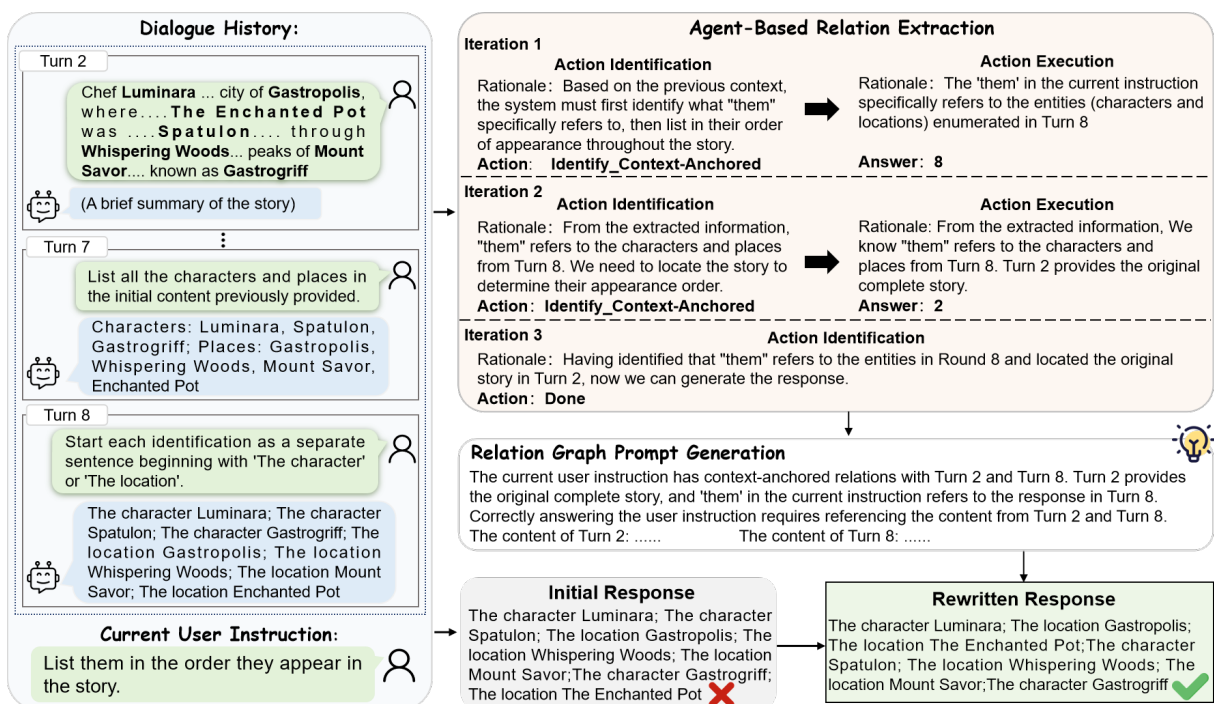 Dialogue History:
Turn 2
Chef Luminara ... city of Gastropolis,
where.... The Enchanted Pot
was .... Spatulon.... through
Whispering Woods... peaks of Mount
Savor.... known as Gastrogriff
(A brief summary of the story)
Turn 7
List all the characters and places in
the initial content previously provided.
Characters: Luminara, Spatulon,
Gastrogriff; Places: Gastropolis,
Whispering Woods, Mount Savor,
Enchanted Pot
Turn 8
Start each identification as a separate
sentence beginning with 'The character'
or 'The location'.
The character Luminara; The character
Spatulon; The character Gastrogriff; The
location Gastropolis; The location
Whispering Woods; The location Mount
Savor; The location Enchanted Pot
Current User Instruction:
List them in the order they appear in
the story.
Agent-Based Relation Extraction
Iteration 1
Action Identification
Rationale: Based on the previous context,
the system must first identify what "them"
specifically refers to, then list in their order
of appearance throughout the story.
Action: Identify_Context-Anchored
Action Execution
Rationale: The 'them' in the current instruction
specifically refers to the entities (characters and
locations) enumerated in Turn 8
Answer: 8
Iteration 2
Action Identification
Rationale: From the extracted information,
"them" refers to the characters and places
from Turn 8. We need to locate the story to
determine their appearance order.
Action: Identify_Context-Anchored
Action Execution
Rationale: From the extracted information, We
know "them" refers to the characters and
places from Turn 8. Turn 2 provides the original
complete story.
Answer: 2
Iteration 3
Action Identification
Rationale: Having identified that "them" refers to the entities in Round 8 and located the original
story in Turn 2, now we can generate the response.
Action: Done
Relation Graph Prompt Generation
The current user instruction has context-anchored relations with Turn 2 and Turn 8. Turn 2 provides
the original complete story, and 'them' in the current instruction refers to the response in Turn 8.
Correctly answering the user instruction requires referencing the content from Turn 2 and Turn 8.
The content of Turn 2: ...... The content of Turn 8: ......
Initial Response
The character Luminara; The character
Spatulon; The location Gastropolis; The
location Whispering Woods; The location
Mount Savor;The character Gastrogriff;
The location The Enchanted Pot
Rewritten Response
The character Luminara; The location Gastropolis;
The location The Enchanted Pot;The character
Spatulon; The location Whispering Woods; The
location Mount Savor;The character Gastrogriff